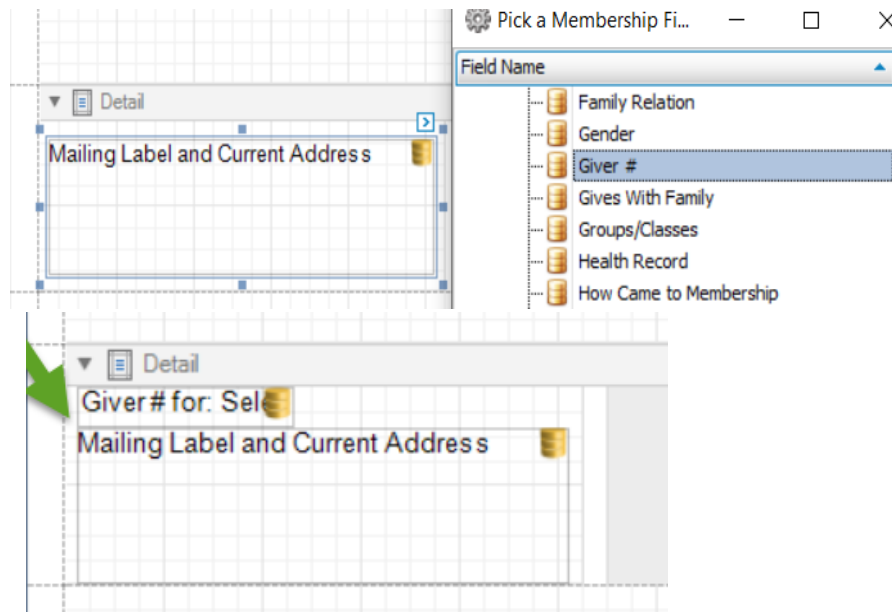 Pick a Membership Fi...
Field Name
Detail
Mailing Label and Current Address
Family Relation
Gender
Giver #
Gives With Family
Groups/Classes
Health Record
How Came to Membership
Detail
Giver # for: Sele
Mailing Label and Current Address